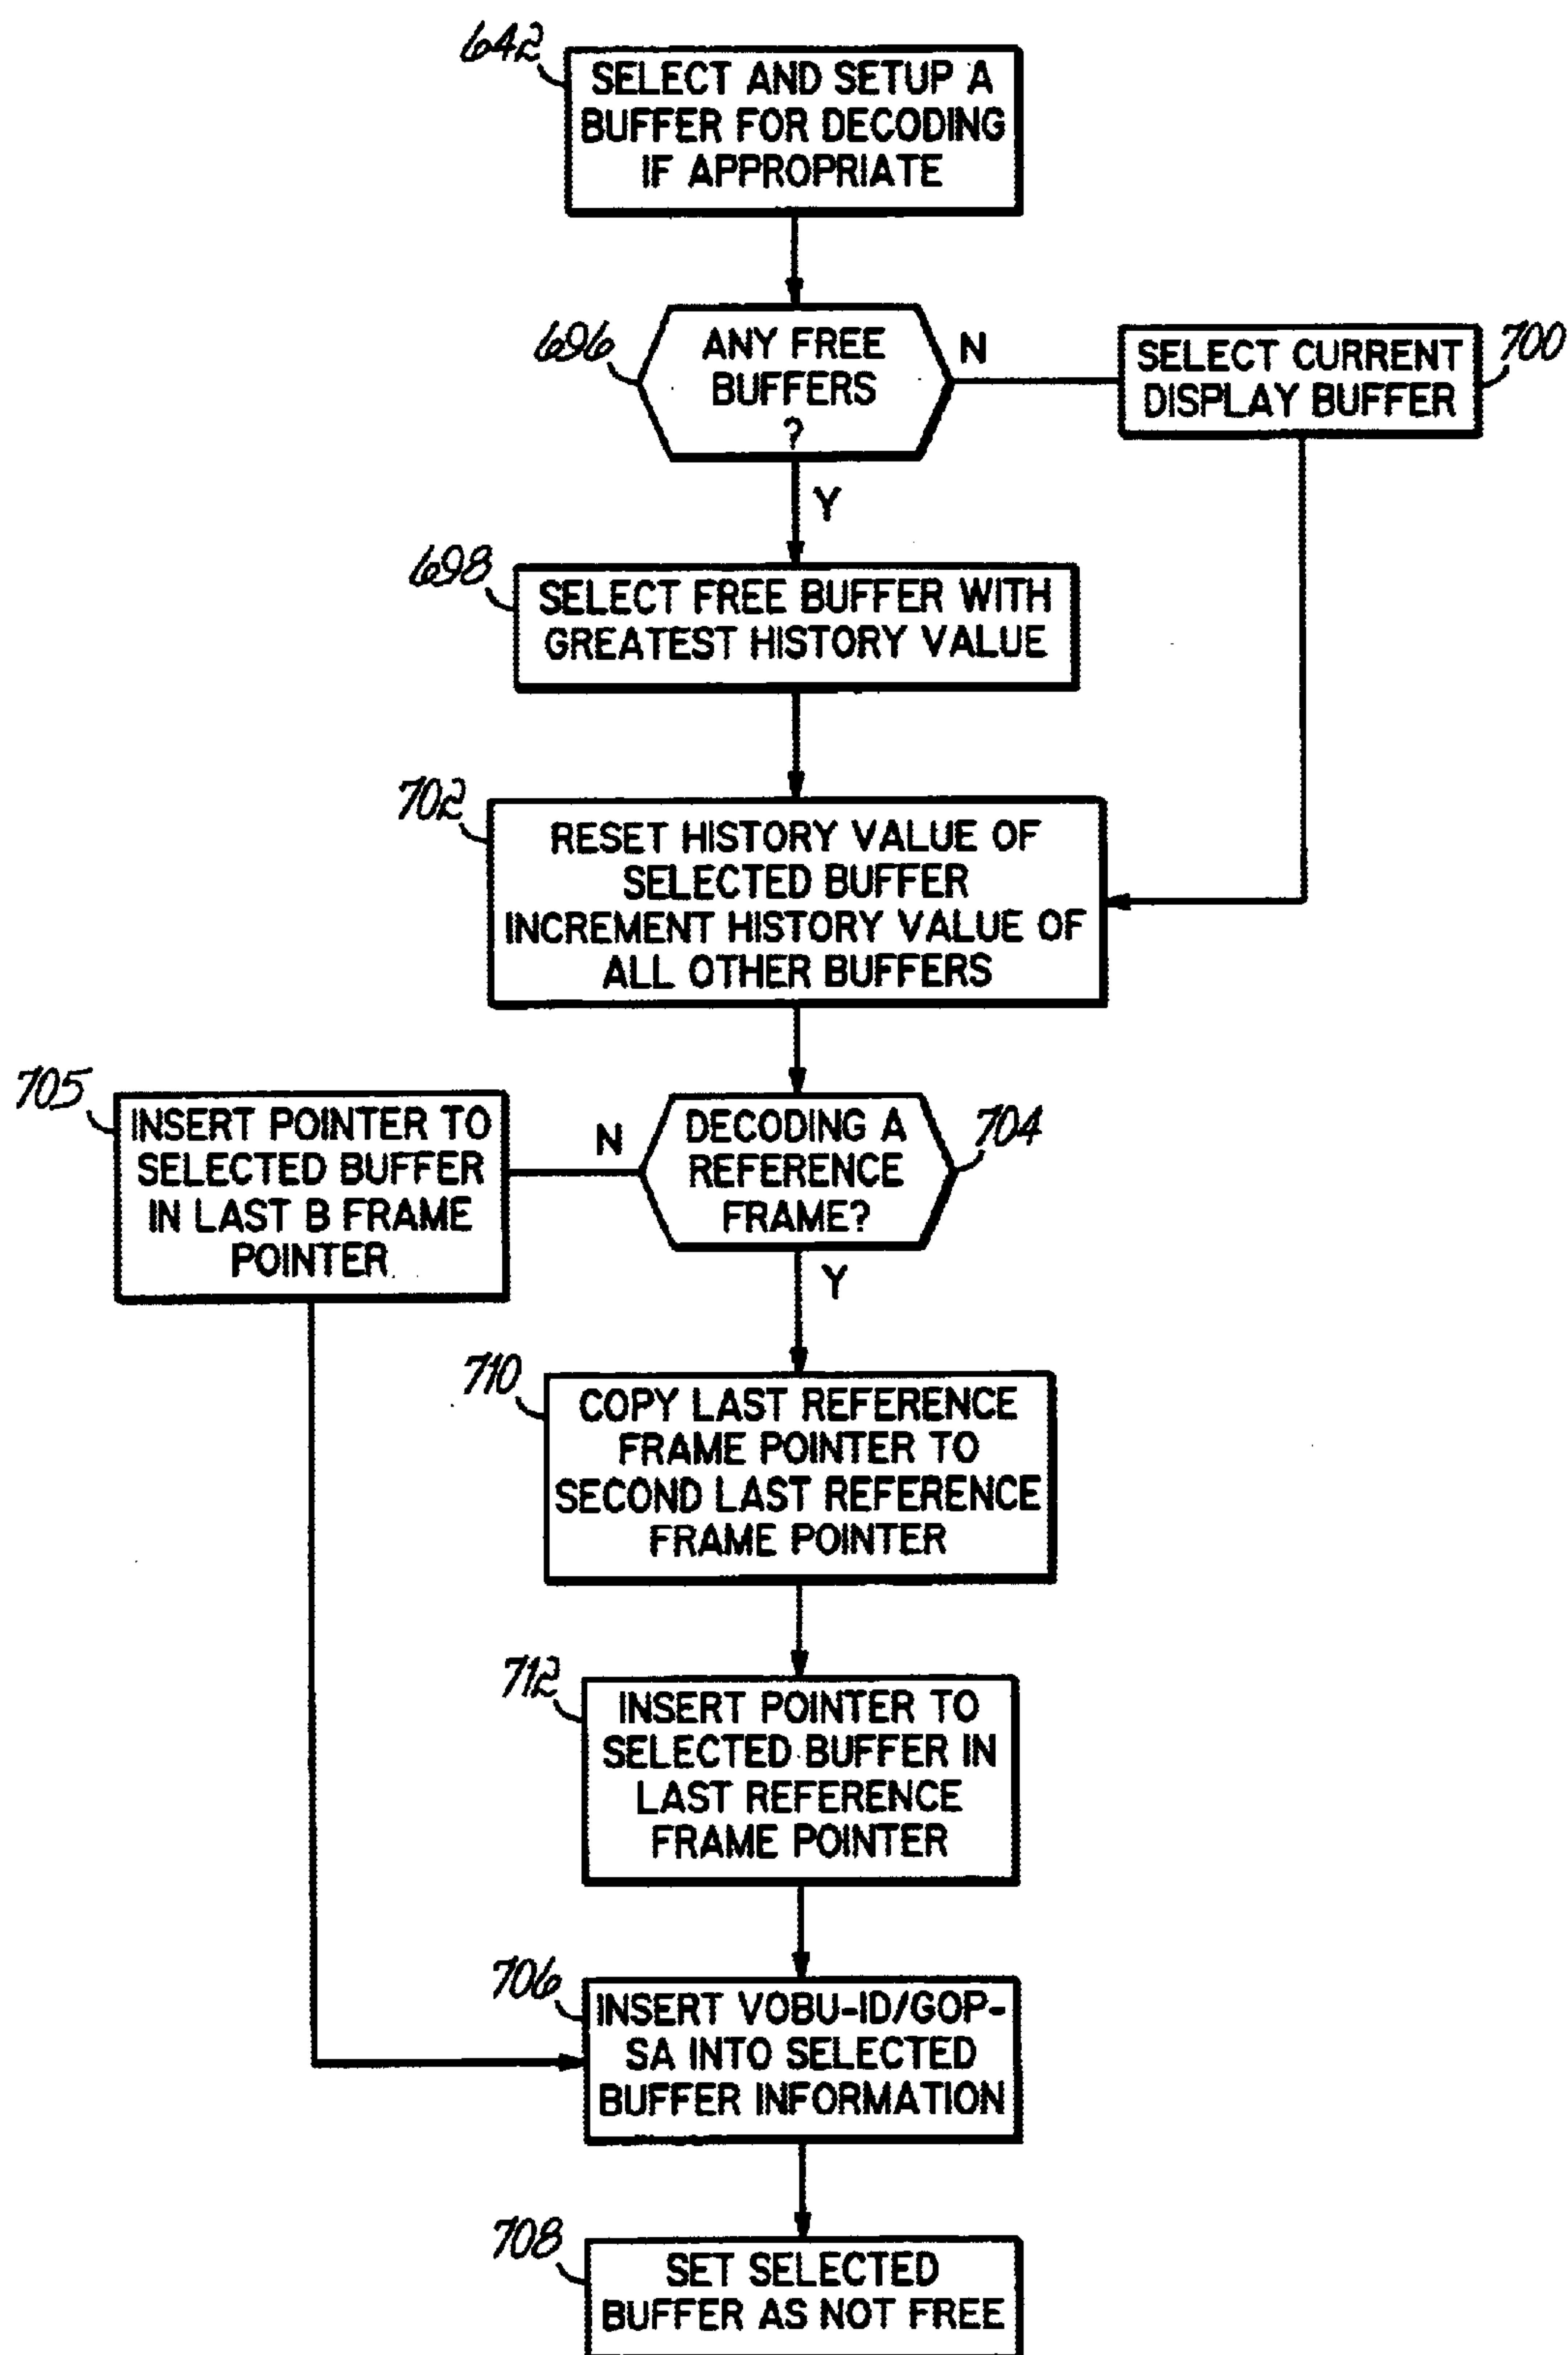 642
SELECT AND SETUP A
BUFFER FOR DECODING
IF APPROPRIATE
696
ANY FREE
BUFFERS
?
N
SELECT CURRENT
DISPLAY BUFFER
700
Y
698
SELECT FREE BUFFER WITH
GREATEST HISTORY VALUE
702
RESET HISTORY VALUE OF
SELECTED BUFFER
INCREMENT HISTORY VALUE OF
ALL OTHER BUFFERS
705
INSERT POINTER TO
SELECTED BUFFER
IN LAST B FRAME
POINTER
N
DECODING A
REFERENCE
FRAME?
704
Y
710
COPY LAST REFERENCE
FRAME POINTER TO
SECOND LAST REFERENCE
FRAME POINTER
712
INSERT POINTER TO
SELECTED BUFFER IN
LAST REFERENCE
FRAME POINTER
706
INSERT VOBU-ID/GOP-
SA INTO SELECTED
BUFFER INFORMATION
708
SET SELECTED
BUFFER AS NOT FREE